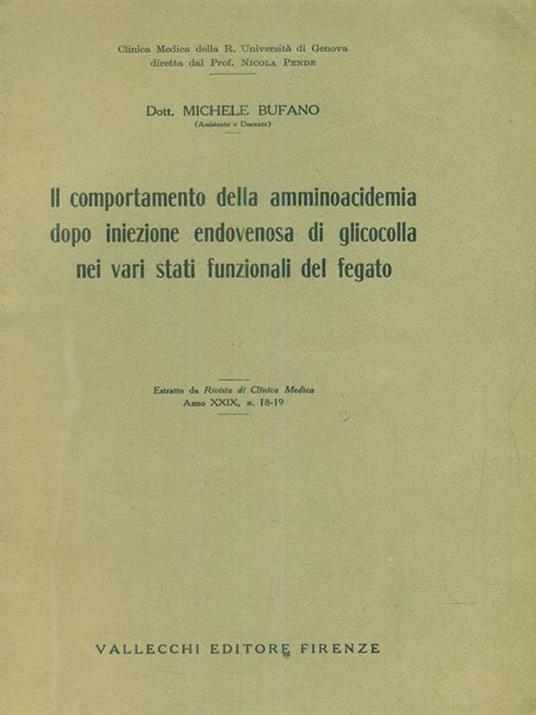 Clinica Medica della R. Università di Genova
diretta dal Prof. Nicola Pende
Dott. MICHELE BUFANO
(Assistente e Docente)
Il comportamento della amminoacidemia
dopo iniezione endovenosa di glicocolla
nei vari stati funzionali del fegato
Estratto da Rivista di Clinica Medica
Anno XXIX, n. 18-19
VALLECCHI EDITORE FIRENZE